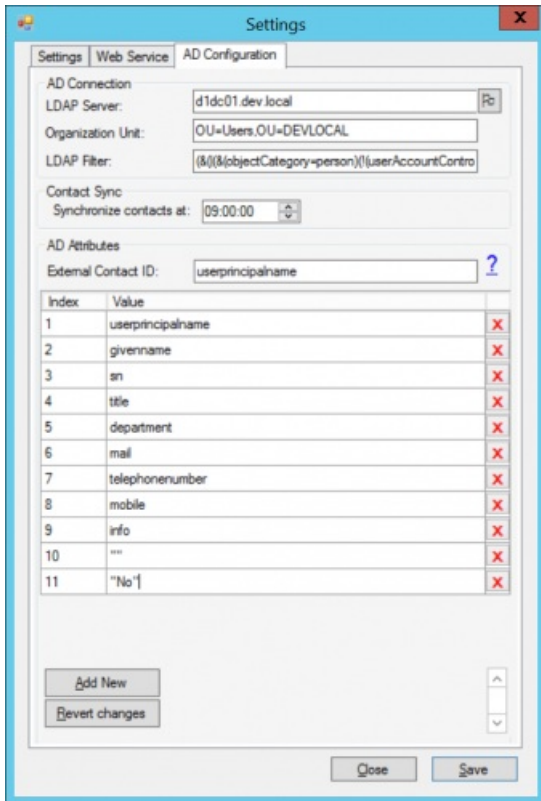 Settings
X
Settings Web Service AD Configuration
AD Connection
LDAP Server: d1dc01.dev.local
Organization Unit: OU=Users,OU=DEVLOCAL
LDAP Filter: (&(|(&(objectCategory=person)(!(userAccountContro
Contact Sync
Synchronize contacts at: 09:00:00
AD Attributes
External Contact ID: userprincipalname ?
Index Value
1 userprincipalname X
2 givenname X
3 sn X
4 title X
5 department X
6 mail X
7 telephonenumber X
8 mobile X
9 info X
10 "" X
11 "No" X
Add New
Revert changes
Close Save